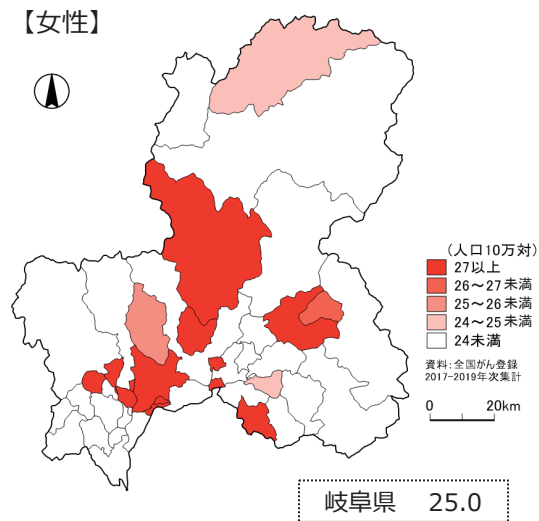 【女性】
(人口10万対)
27以上
26～27未満
25～26未満
24～25未満
24未満
資料:全国がん登録
2017-2019年次集計
0 20km
岐阜県 25.0